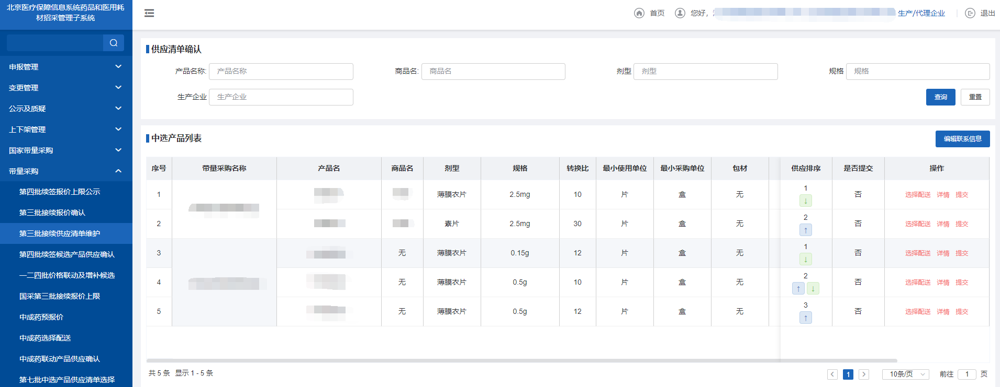 北京医疗保障信息系统药品和医用耗
材招采管理子系统
首页
您好，
生产/代理企业
退出
申报管理
变更管理
公示及质疑
上下架管理
国家带量采购
带量采购
第四批续签报价上限公示
第三批接续报价确认
第三批接续供应清单维护
第四批续签候选产品供应确认
一二四批价格联动及增补候选
国采第三批接续报价上限
中成药预报价
中成药选择配送
中成药联动产品供应确认
第七批中选产品供应清单选择
供应清单确认
产品名称: 产品名称 商品名: 商品名 剂型 剂型 规格 规格
生产企业 生产企业 查询 重置
中选产品列表 编辑联系信息
序号 带量采购名称 产品名 商品名 剂型 规格 转换比 最小使用单位 最小采购单位 包材 供应排序 是否提交 操作
1 薄膜衣片 2.5mg 10 片 盒 无 1 ↓ 否 选择配送 详情 提交
2 素片 2.5mg 30 片 盒 无 2 ↑ 否 选择配送 详情 提交
3 无 薄膜衣片 0.15g 12 片 盒 无 1 ↓ 否 选择配送 详情 提交
4 无 薄膜衣片 0.5g 10 片 盒 无 2 ↑ ↓ 否 选择配送 详情 提交
5 无 薄膜衣片 0.5g 12 片 盒 无 3 ↑ 否 选择配送 详情 提交
共 5 条 显示 1 - 5 条 < 1 > 10条/页 前往 1 页